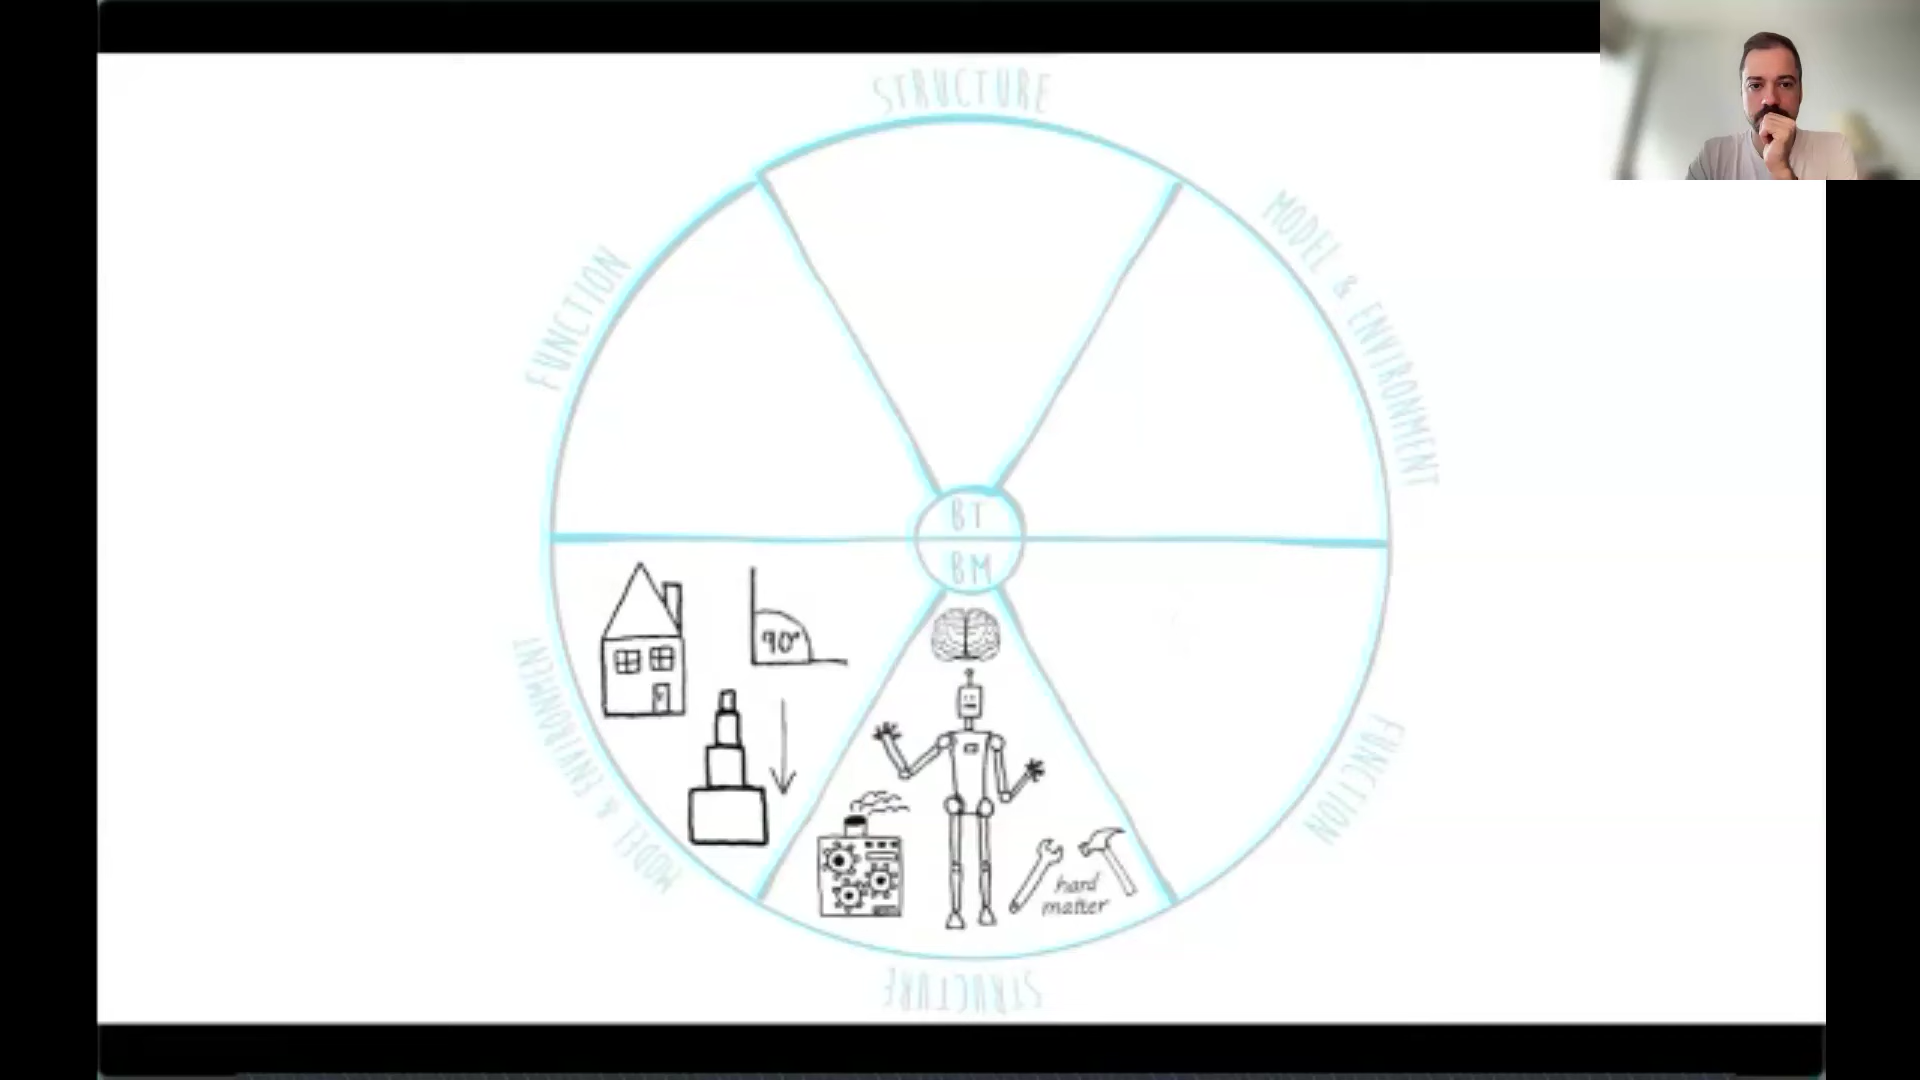 STRUCTURE
FUNCTION
MODEL & ENVIRONMENT
BT
BM
90°
MODEL & ENVIRONMENT
FUNCTION
hard
matter
STRUCTURE